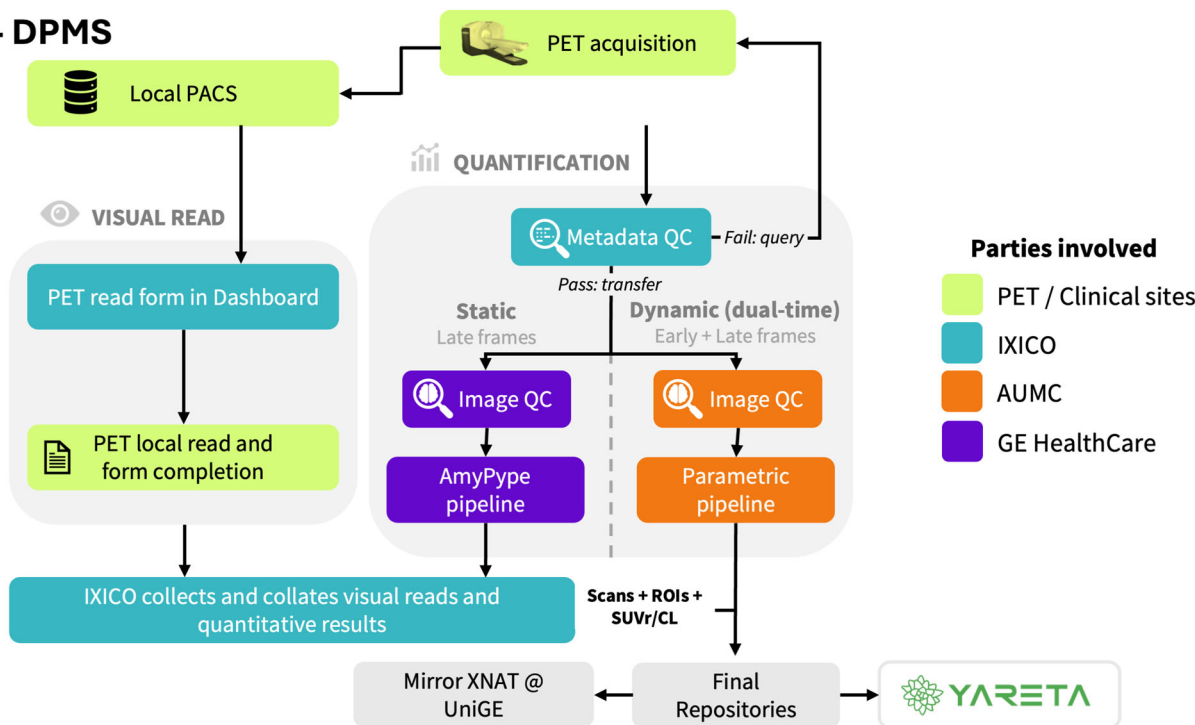 - DPMS
PET acquisition
Local PACS
QUANTIFICATION
VISUAL READ
Metadata QC
Fail: query
Pass: transfer
PET read form in Dashboard
Static
Late frames
Dynamic (dual-time)
Early + Late frames
Image QC
Image QC
PET local read and
form completion
AmyPype
pipeline
Parametric
pipeline
IXICO collects and collates visual reads and
quantitative results
Scans + ROIs +
SUVr/CL
Mirror XNAT @
UniGE
Final
Repositories
YARETA
Parties involved
PET / Clinical sites
IXICO
AUMC
GE HealthCare